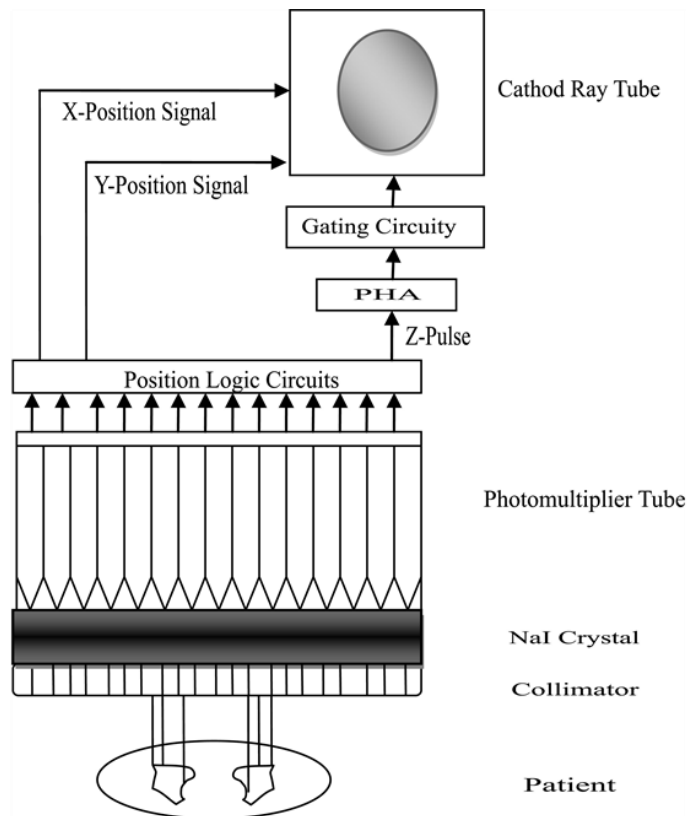 Cathod Ray Tube
X-Position Signal
Y-Position Signal
Gating Circuity
PHA
Z-Pulse
Position Logic Circuits
Photomultiplier Tube
NaI Crystal
Collimator
Patient